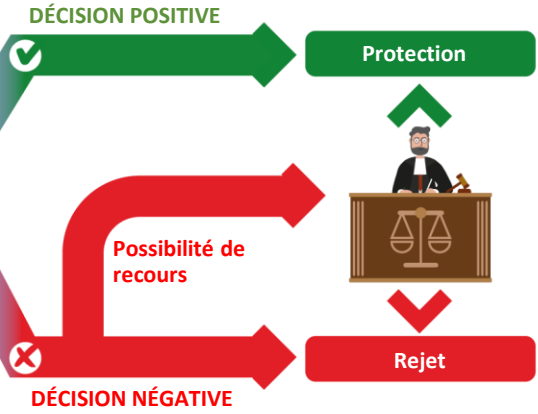 DÉCISION POSITIVE
Protection
Possibilité de
recours
Rejet
DÉCISION NÉGATIVE